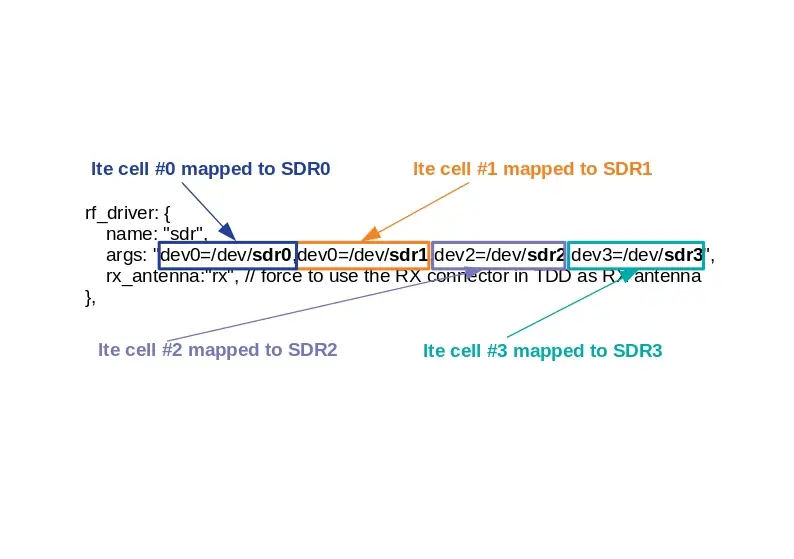 lte cell #0 mapped to SDR0
lte cell #1 mapped to SDR1
rf_driver: {
name: "sdr",
args: "dev0=/dev/sdr0,dev0=/dev/sdr1,dev2=/dev/sdr2,dev3=/dev/sdr3",
rx_antenna:"rx", // force to use the RX connector in TDD as RX antenna
},
lte cell #2 mapped to SDR2
lte cell #3 mapped to SDR3